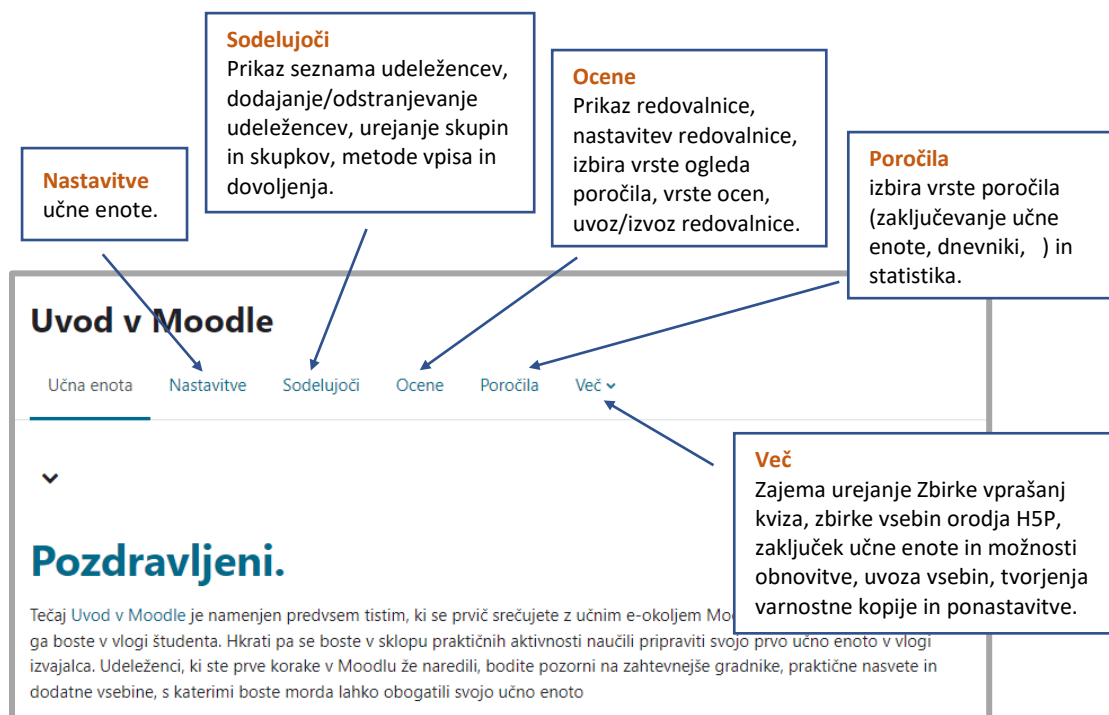 Sodelujoči
Prikaz seznama udeležencev,
dodajanje/odstranjevanje
udeležencev, urejanje skupin
in skupkov, metode vpisa in
dovoljenja.
Ocene
Prikaz redovalnice,
nastavitev redovalnice,
izbira vrste ogleda
poročila, vrste ocen,
uvoz/izvoz redovalnice.
Poročila
izbira vrste poročila
(zaključevanje učne
enote, dnevniki,   ) in
statistika.
Nastavitve
učne enote.
Uvod v Moodle
Učna enota Nastavitve Sodelujoči Ocene Poročila Več
Več
Zajema urejanje Zbirke vprašanj
kviza, zbirke vsebin orodja H5P,
zaključek učne enote in možnosti
obnovitve, uvoza vsebin, tvorjenja
varnostne kopije in ponastavitve.
Pozdravljeni.
Tečaj Uvod v Moodle je namenjen predvsem tistim, ki se prvič srečujete z učnim e-okoljem
ga boste v vlogi študenta. Hkrati pa se boste v sklopu praktičnih aktivnosti naučili pripraviti svojo prvo učno enoto v vlogi
izvajalca. Udeleženci, ki ste prve korake v Moodlu že naredili, bodite pozorni na zahtevnejše gradnike, praktične nasvete in
dodatne vsebine, s katerimi boste morda lahko obogatili svojo učno enoto